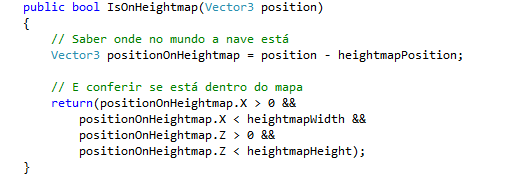 public bool IsOnHeightmap(Vector3 position)
{
// Saber onde no mundo a nave está
Vector3 positionOnHeightmap = position - heightmapPosition;
// E conferir se está dentro do mapa
return(positionOnHeightmap.X > 0 &&
positionOnHeightmap.X < heightmapWidth &&
positionOnHeightmap.Z > 0 &&
positionOnHeightmap.Z < heightmapHeight);
}